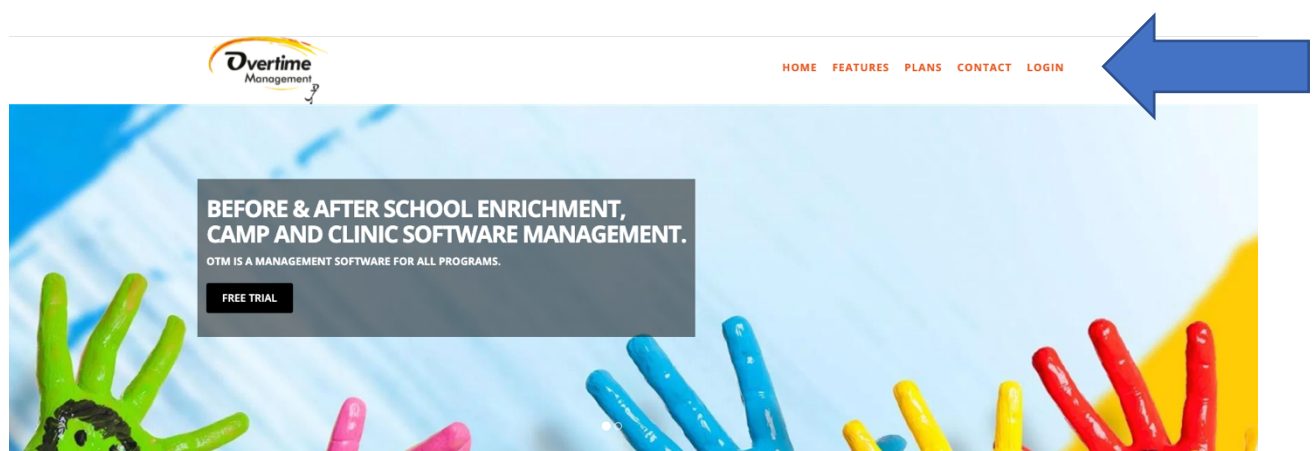 Overtime
Management
HOME FEATURES PLANS CONTACT LOGIN
BEFORE & AFTER SCHOOL ENRICHMENT,
CAMP AND CLINIC SOFTWARE MANAGEMENT.
OTM IS A MANAGEMENT SOFTWARE FOR ALL PROGRAMS.
FREE TRIAL